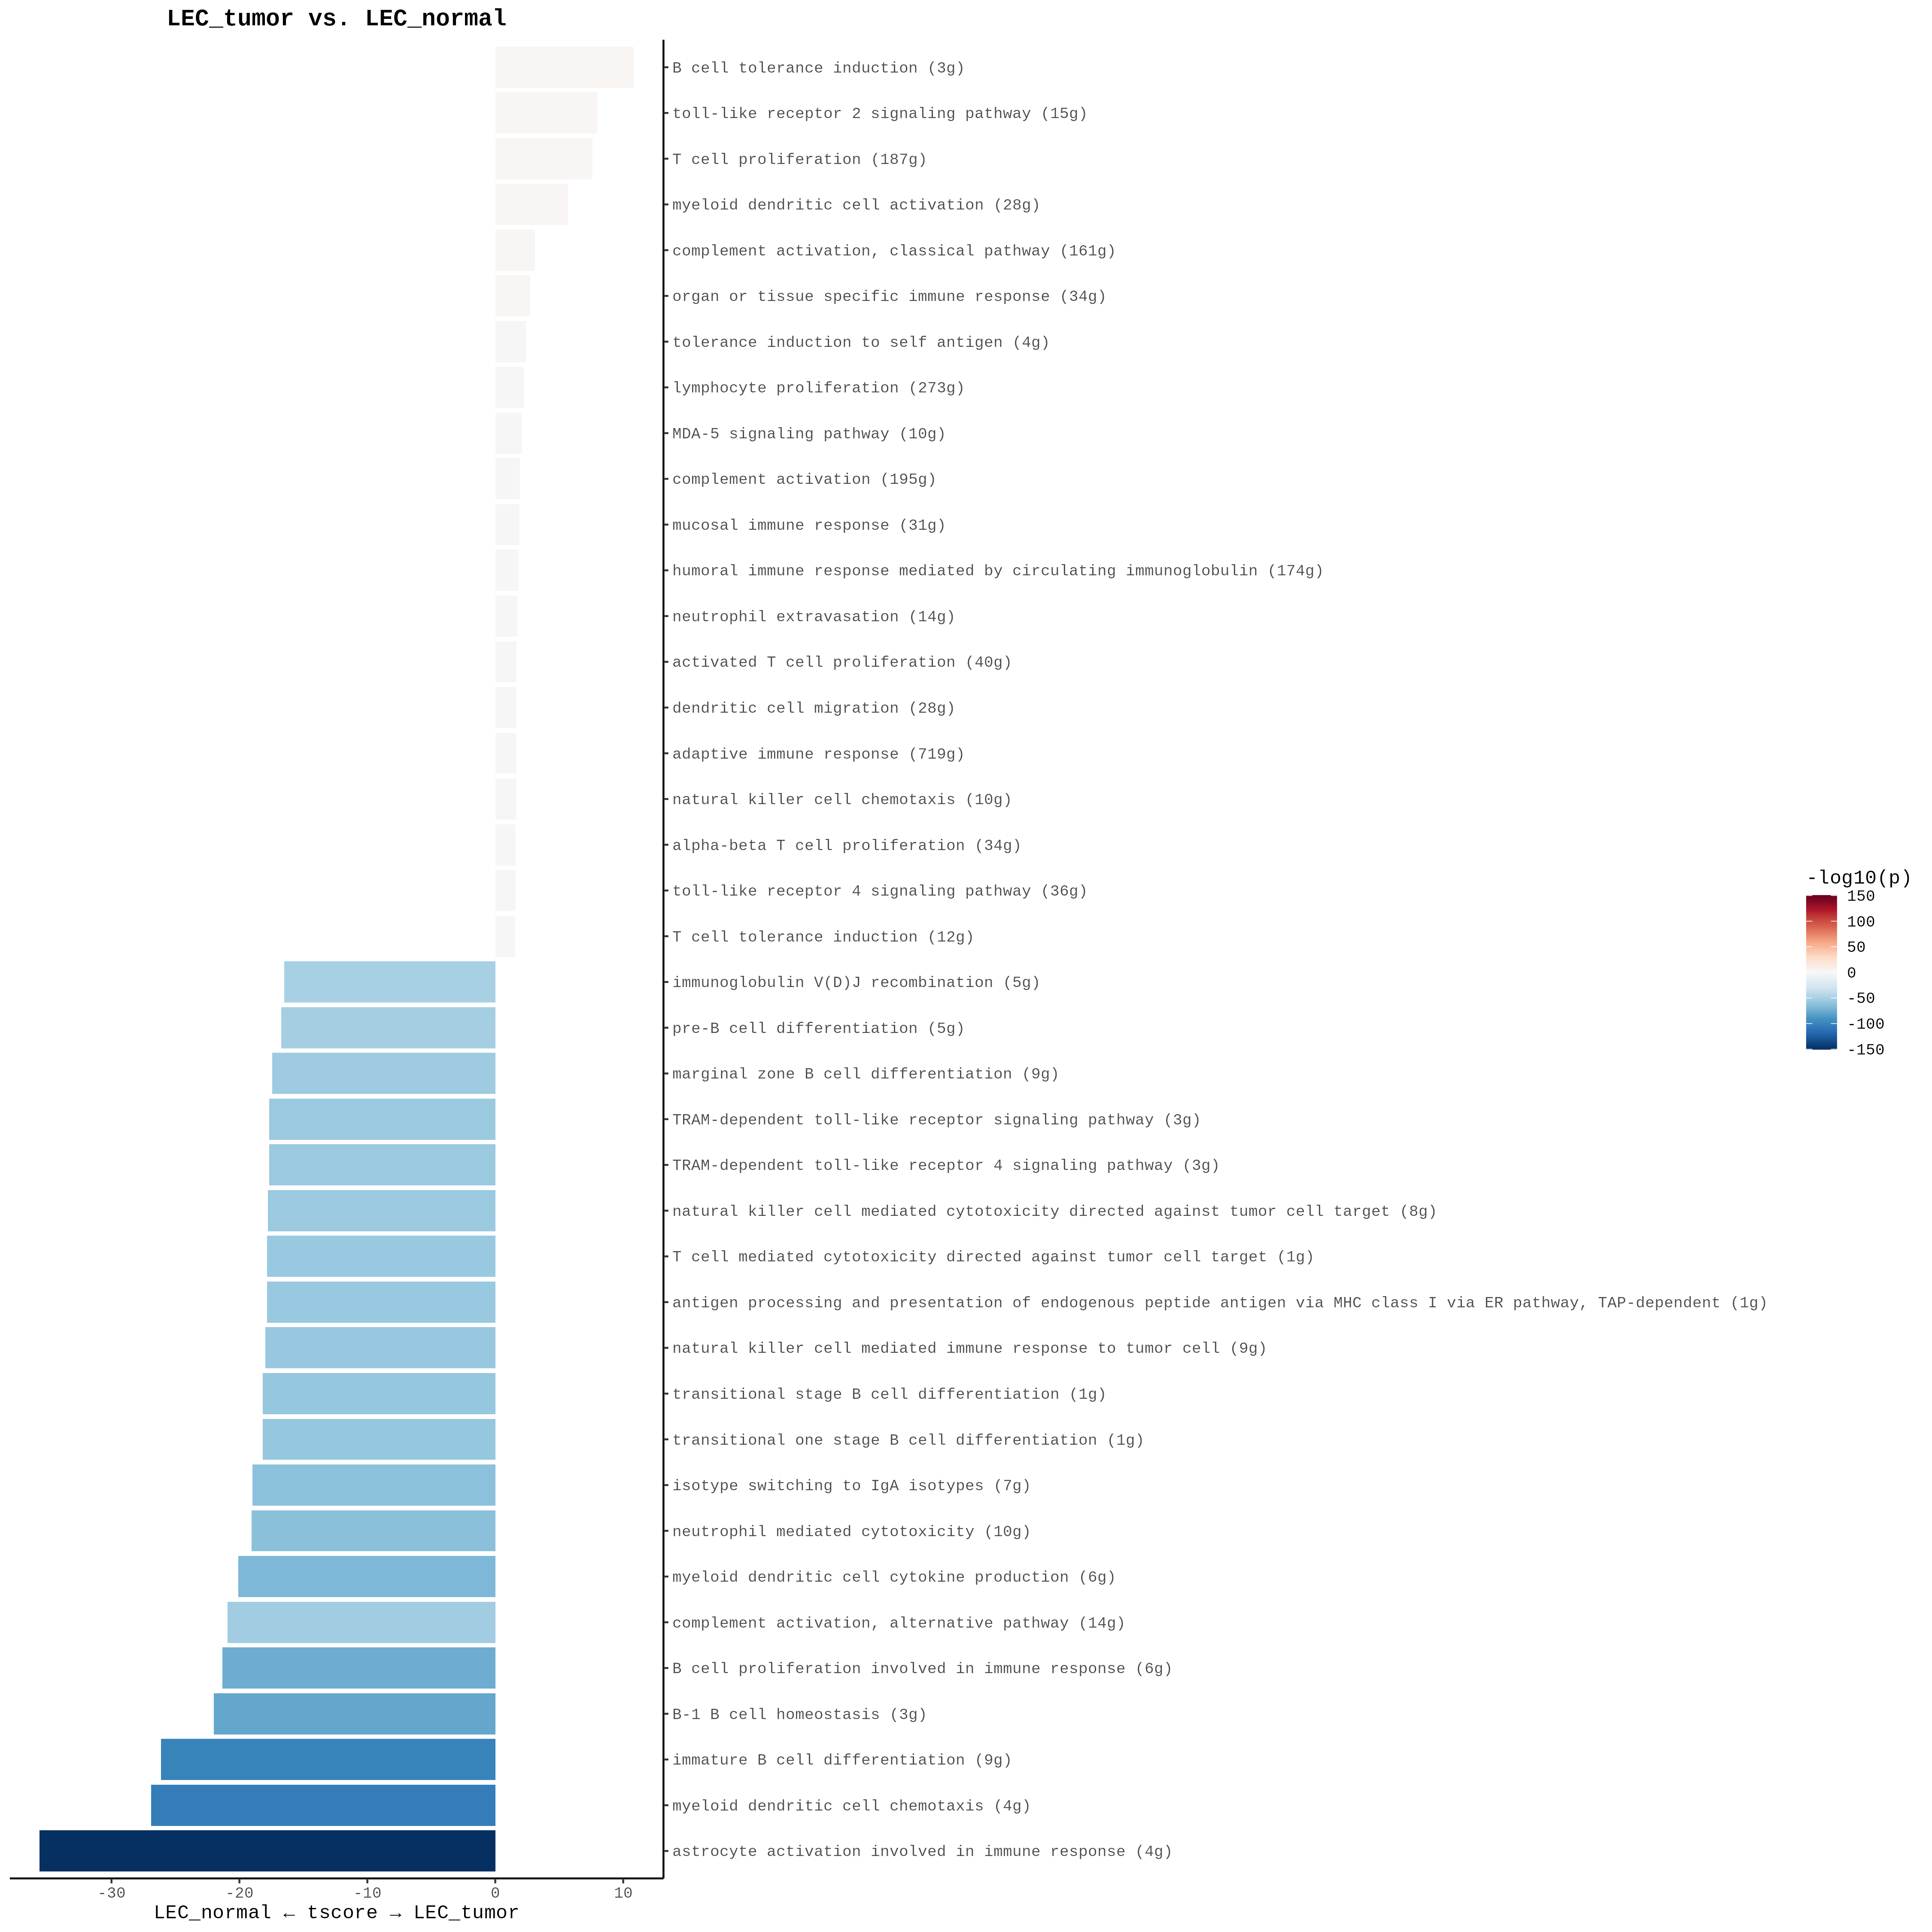 LEC_tumor vs. LEC_normal
B cell tolerance induction (3g)
toll-like receptor 2 signaling pathway (15g)
T cell proliferation (187g)
myeloid dendritic cell activation (28g)
complement activation, classical pathway (161g)
organ or tissue specific immune response (34g)
tolerance induction to self antigen (4g)
lymphocyte proliferation (273g)
MDA-5 signaling pathway (10g)
complement activation (195g)
mucosal immune response (31g)
humoral immune response mediated by circulating immunoglobulin (174g)
neutrophil extravasation (14g)
activated T cell proliferation (40g)
dendritic cell migration (28g)
adaptive immune response (719g)
natural killer cell chemotaxis (10g)
alpha-beta T cell proliferation (34g)
toll-like receptor 4 signaling pathway (36g)
T cell tolerance induction (12g)
immunoglobulin V(D)J recombination (5g)
pre-B cell differentiation (5g)
marginal zone B cell differentiation (9g)
TRAM-dependent toll-like receptor signaling pathway (3g)
TRAM-dependent toll-like receptor 4 signaling pathway (3g)
natural killer cell mediated cytotoxicity directed against tumor cell target (8g)
T cell mediated cytotoxicity directed against tumor cell target (1g)
antigen processing and presentation of endogenous peptide antigen via MHC class I via ER pathway, TAP-dependent (1g)
natural killer cell mediated immune response to tumor cell (9g)
transitional stage B cell differentiation (1g)
transitional one stage B cell differentiation (1g)
isotype switching to IgA isotypes (7g)
neutrophil mediated cytotoxicity (10g)
myeloid dendritic cell cytokine production (6g)
complement activation, alternative pathway (14g)
B cell proliferation involved in immune response (6g)
B-1 B cell homeostasis (3g)
immature B cell differentiation (9g)
myeloid dendritic cell chemotaxis (4g)
astrocyte activation involved in immune response (4g)
-30 -20 -10 0 10
LEC_normal ← tscore → LEC_tumor
-log10(p)
150
100
50
0
-50
-100
-150